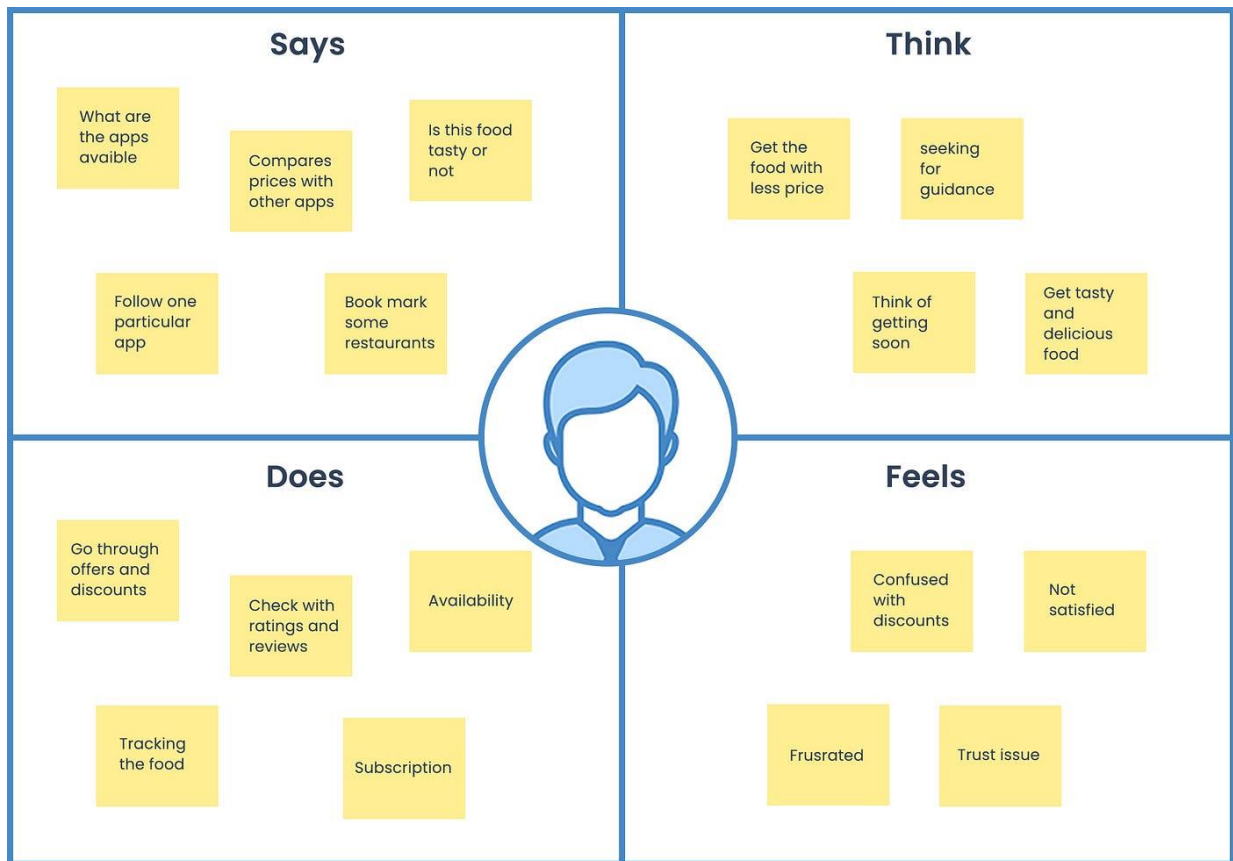 Says
What are
the apps
avaible
Compares
prices with
other apps
Is this food
tasty or
not
Follow one
particular
app
Book mark
some
restaurants
Think
Get the
food with
less price
seeking
for
guidance
Think of
getting
soon
Get tasty
and
delicious
food
Does
Go through
offers and
discounts
Check with
ratings and
reviews
Availability
Tracking
the food
Subscription
Feels
Confused
with
discounts
Not
satisfied
Frusrated
Trust issue